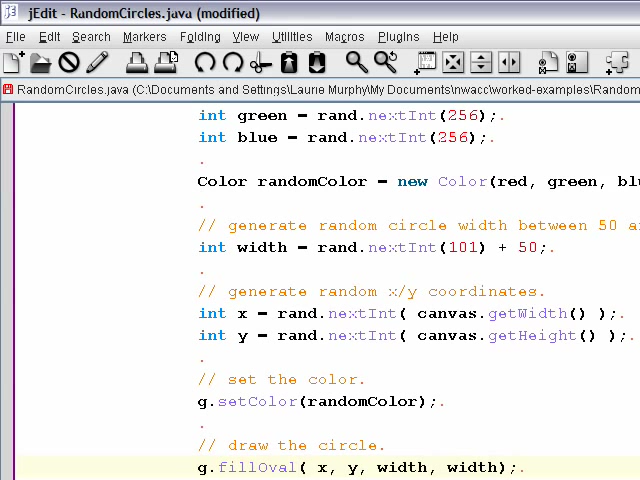 jEdit - RandomCircles.java (modified)
File Edit Search Markers Folding View Utilities Macros Plugins Help
RandomCircles.java (C:\Documents and Settings\Laurie Murphy\My Documents\nwacc\worked-examples\Random
int green = rand.nextInt(256);.
int blue = rand.nextInt(256);.
.
Color randomColor = new Color(red, green, blu
.
// generate random circle width between 50 a
int width = rand.nextInt(101) + 50;.
.
// generate random x/y coordinates.
int x = rand.nextInt( canvas.getWidth() );.
int y = rand.nextInt( canvas.getHeight() );.
.
// set the color.
g.setColor(randomColor);.
.
// draw the circle.
g.fillOval( x, y, width, width);.